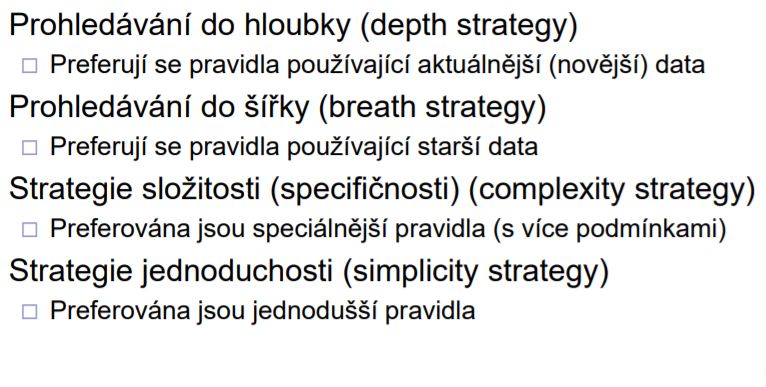 Prohledávání do hloubky (depth strategy)
Preferují se pravidla používající aktuálnější (novější) data
Prohledávání do šířky (breath strategy)
Preferují se pravidla používající starší data
Strategie složitosti (specifičnosti) (complexity strategy)
Preferována jsou speciálnější pravidla (s více podmínkami)
Strategie jednoduchosti (simplicity strategy)
Preferována jsou jednodušší pravidla